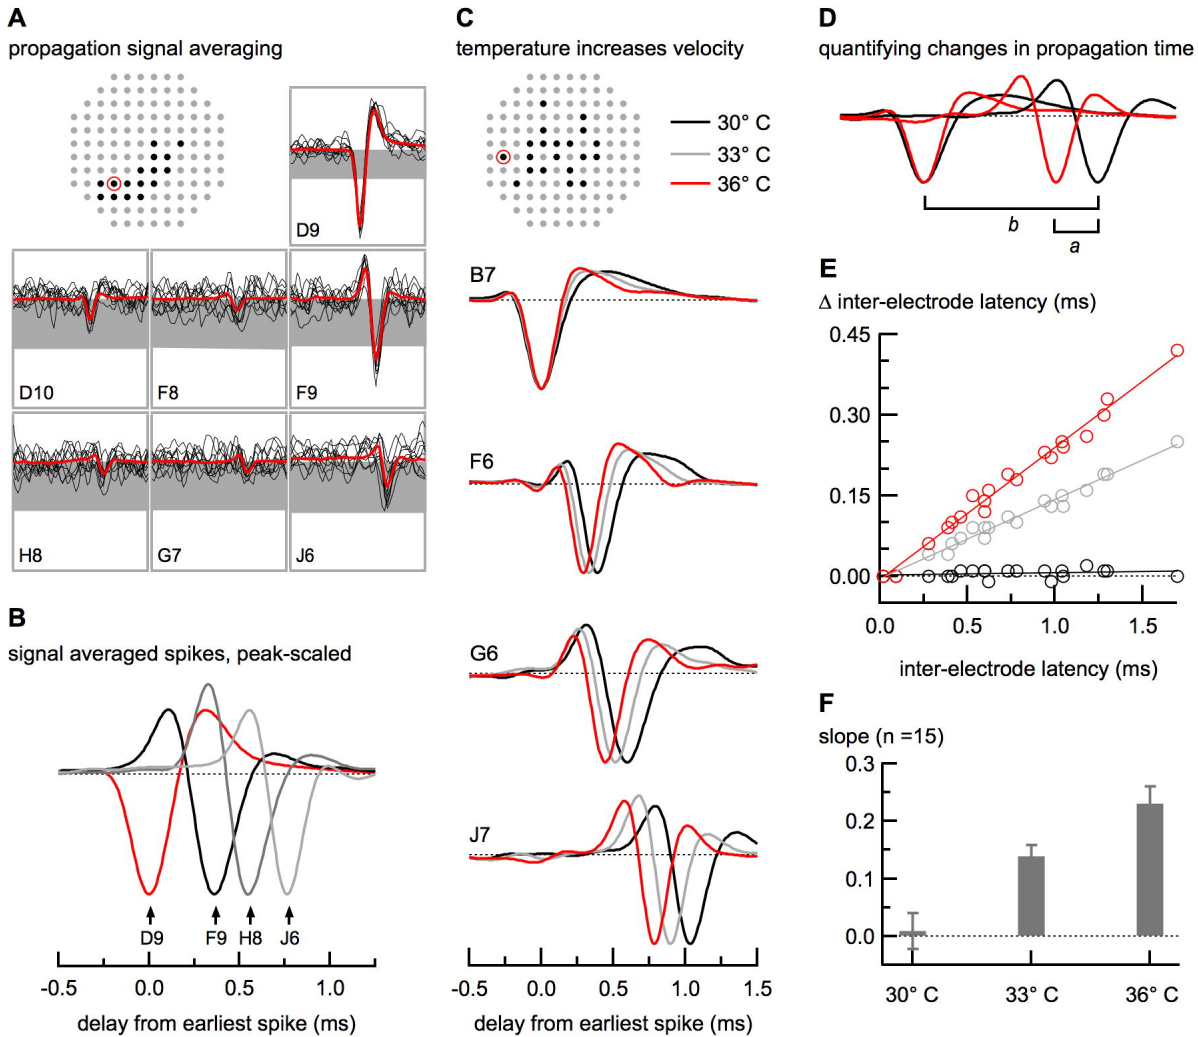 A
propagation signal averaging
D9
D10
F8
F9
H8
G7
J6
B
signal averaged spikes, peak-scaled
D9
F9
H8
J6
-0.5
0.0
0.5
1.0
delay from earliest spike (ms)
C
temperature increases velocity
30° C
33° C
36° C
B7
F6
G6
J7
-0.5
0.0
0.5
1.0
1.5
delay from earliest spike (ms)
D
quantifying changes in propagation time
b
a
E
Δ inter-electrode latency (ms)
0.45
0.30
0.15
0.00
0.0
0.5
1.0
1.5
inter-electrode latency (ms)
F
slope (n =15)
0.3
0.2
0.1
0.0
30° C
33° C
36° C